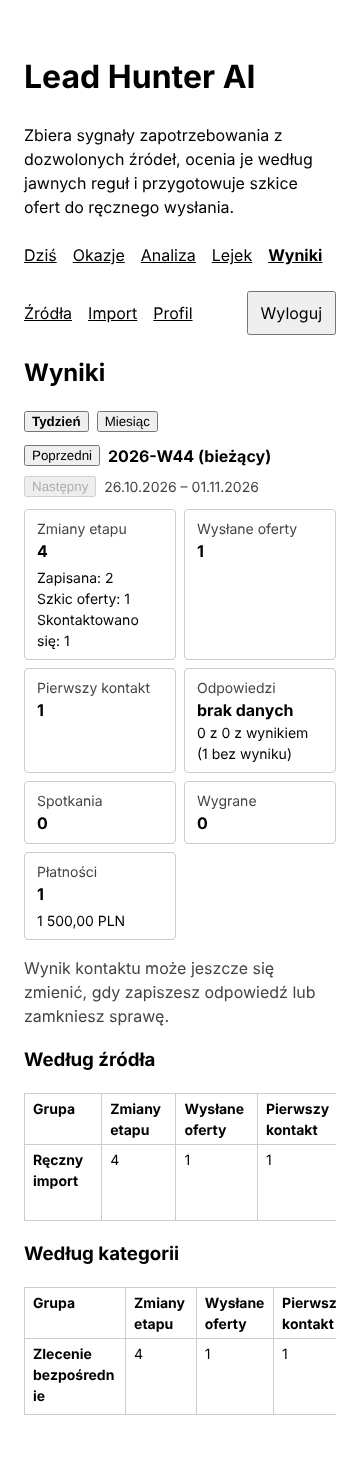 Lead Hunter AI
Zbiera sygnały zapotrzebowania z
dozwolonych źródeł, ocenia je według
jawnych reguł i przygotowuje szkice
ofert do ręcznego wysłania.
Dziś Okazje Analiza Lejek Wyniki
Źródła Import Profil Wyloguj
Wyniki
Tydzień Miesiąc
Poprzedni 2026-W44 (bieżący)
Następny 26.10.2026 – 01.11.2026
Zmiany etapu
4
Zapisana: 2
Szkic oferty: 1
Skontaktowano
się: 1
Wysłane oferty
1
Pierwszy kontakt
1
Odpowiedzi
brak danych
0 z 0 z wynikiem
(1 bez wyniku)
Spotkania
0
Wygrane
0
Płatności
1
1 500,00 PLN
Wynik kontaktu może jeszcze się
zmienić, gdy zapiszesz odpowiedź lub
zamkniesz sprawę.
Według źródła
Grupa Zmiany etapu Wysłane oferty Pierwszy kontakt
Ręczny import 4 1 1
Według kategorii
Grupa Zmiany etapu Wysłane oferty Pierwsz kontakt
Zlecenie bezpośredn ie 4 1 1